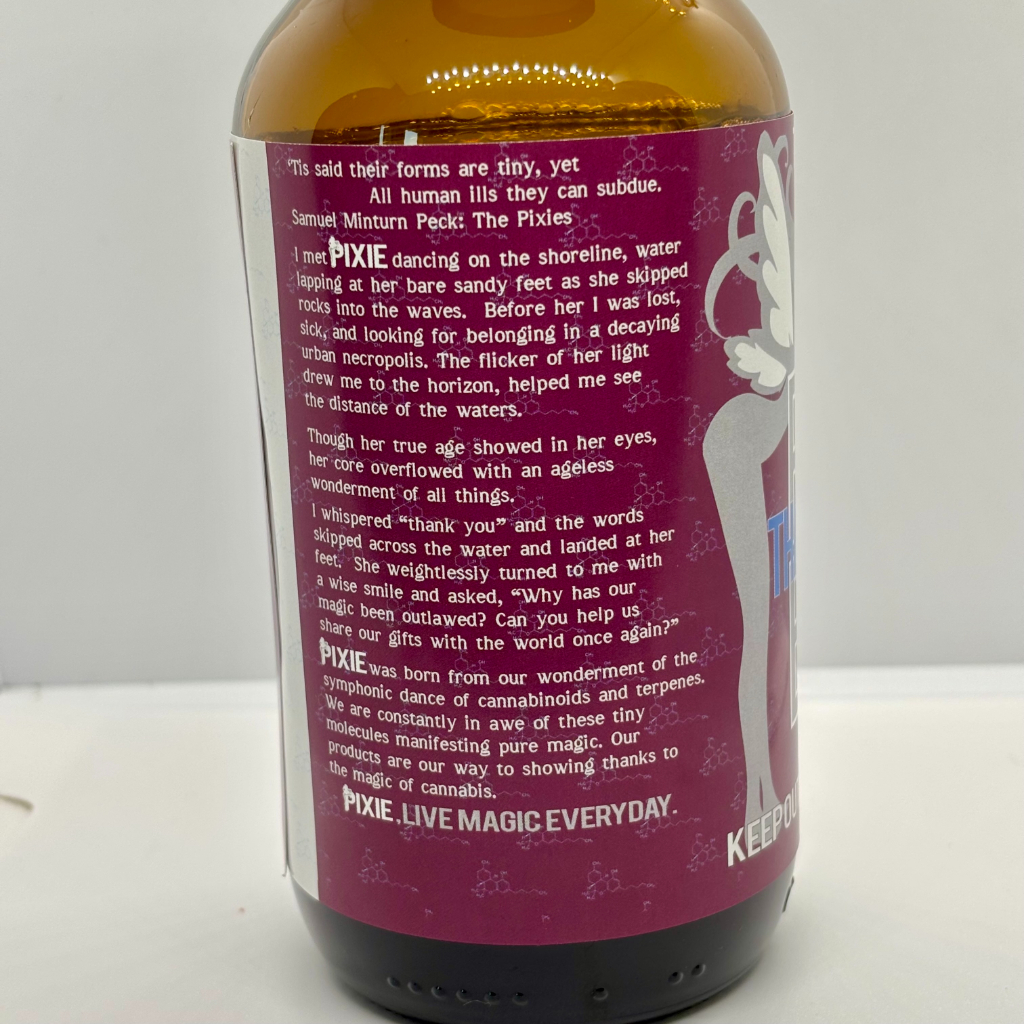 'Tis said their forms are tiny, yet
All human ills they can subdue.
Samuel Minturn Peck: The Pixies
I met PIXIE dancing on the shoreline, water
lapping at her bare sandy feet as she skipped
rocks into the waves. Before her I was lost,
sick, and looking for belonging in a decaying
urban necropolis. The flicker of her light
drew me to the horizon, helped me see
the distance of the waters.
Though her true age showed in her eyes,
her core overflowed with an ageless
wonderment of all things.
I whispered “thank you” and the words
skipped across the water and landed at her
feet. She weightlessly turned to me with
a wise smile and asked, “Why has our
magic been outlawed? Can you help us
share our gifts with the world once again?”
PIXIE was born from our wonderment of the
symphonic dance of cannabinoids and terpenes.
We are constantly in awe of these tiny
molecules manifesting pure magic. Our
products are our way to showing thanks to
the magic of cannabis.
PIXIE, LIVE MAGIC EVERYDAY.
TH
KEEP OU